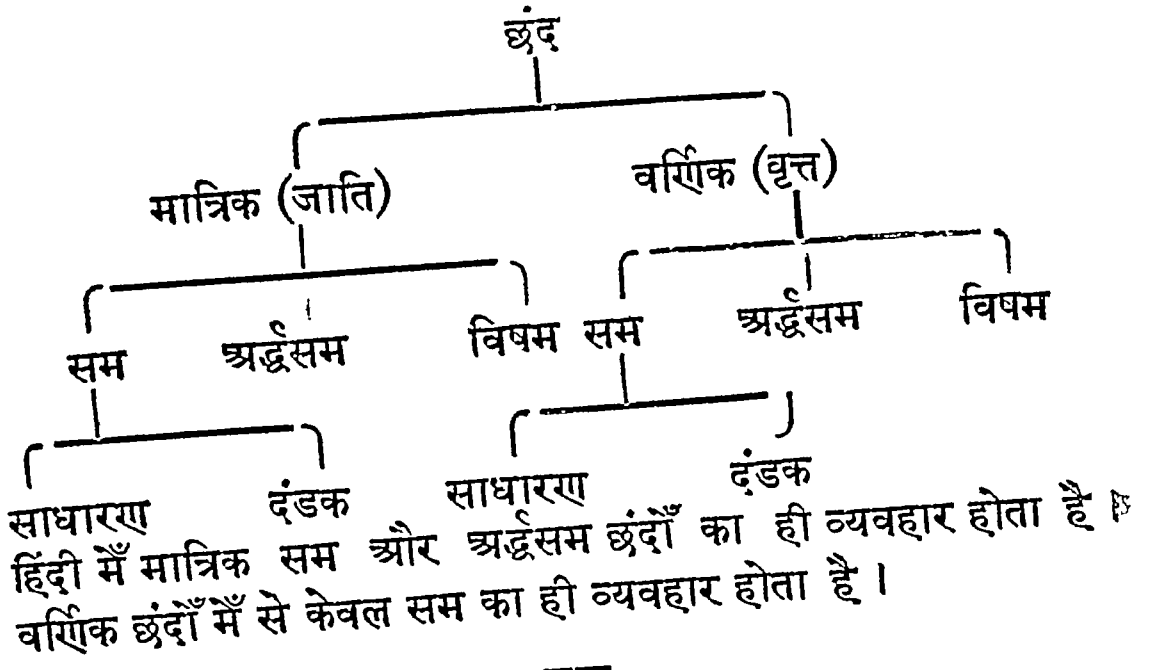 छंद
मात्रिक (जाति) वर्णिक (वृत्त)
सम अर्द्धसम विषम सम अर्द्धसम विषम
साधारण दंडक साधारण दंडक
हिंदी मेँ मात्रिक सम और अर्द्धसम छंदोँ का ही व्यवहार होता है ।
वर्णिक छंदोँ मेँ से केवल सम का ही व्यवहार होता है ।